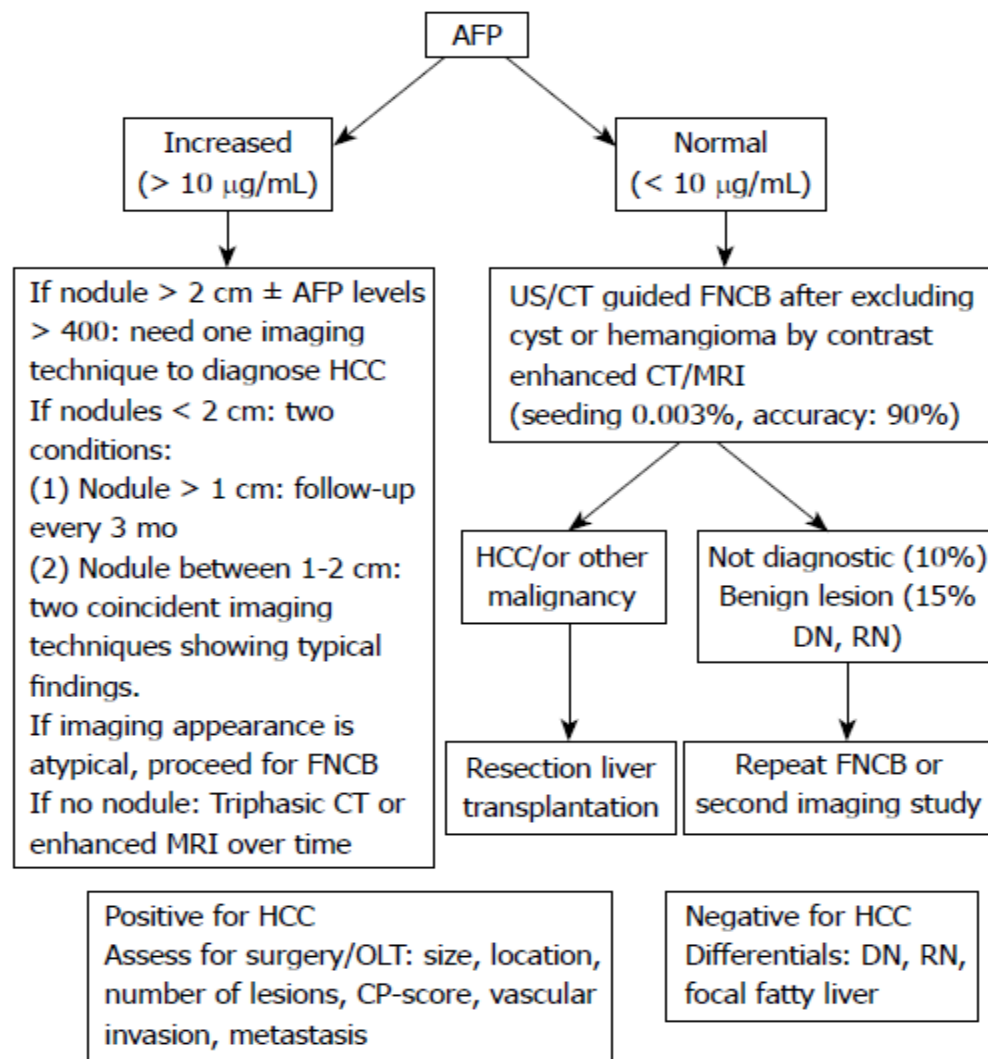 AFP
Increased
(> 10 μg/mL)
Normal
(< 10 μg/mL)
If nodule > 2 cm ± AFP levels
> 400: need one imaging
technique to diagnose HCC
If nodules < 2 cm: two
conditions:
(1) Nodule > 1 cm: follow-up
every 3 mo
(2) Nodule between 1-2 cm:
two coincident imaging
techniques showing typical
findings.
If imaging appearance is
atypical, proceed for FNCB
If no nodule: Triphasic CT or
enhanced MRI over time
US/CT guided FNCB after excluding
cyst or hemangioma by contrast
enhanced CT/MRI
(seeding 0.003%, accuracy: 90%)
HCC/or other
malignancy
Not diagnostic (10%)
Benign lesion (15%
DN, RN)
Resection liver
transplantation
Repeat FNCB or
second imaging study
Positive for HCC
Assess for surgery/OLT: size, location,
number of lesions, CP-score, vascular
invasion, metastasis
Negative for HCC
Differentials: DN, RN,
focal fatty liver